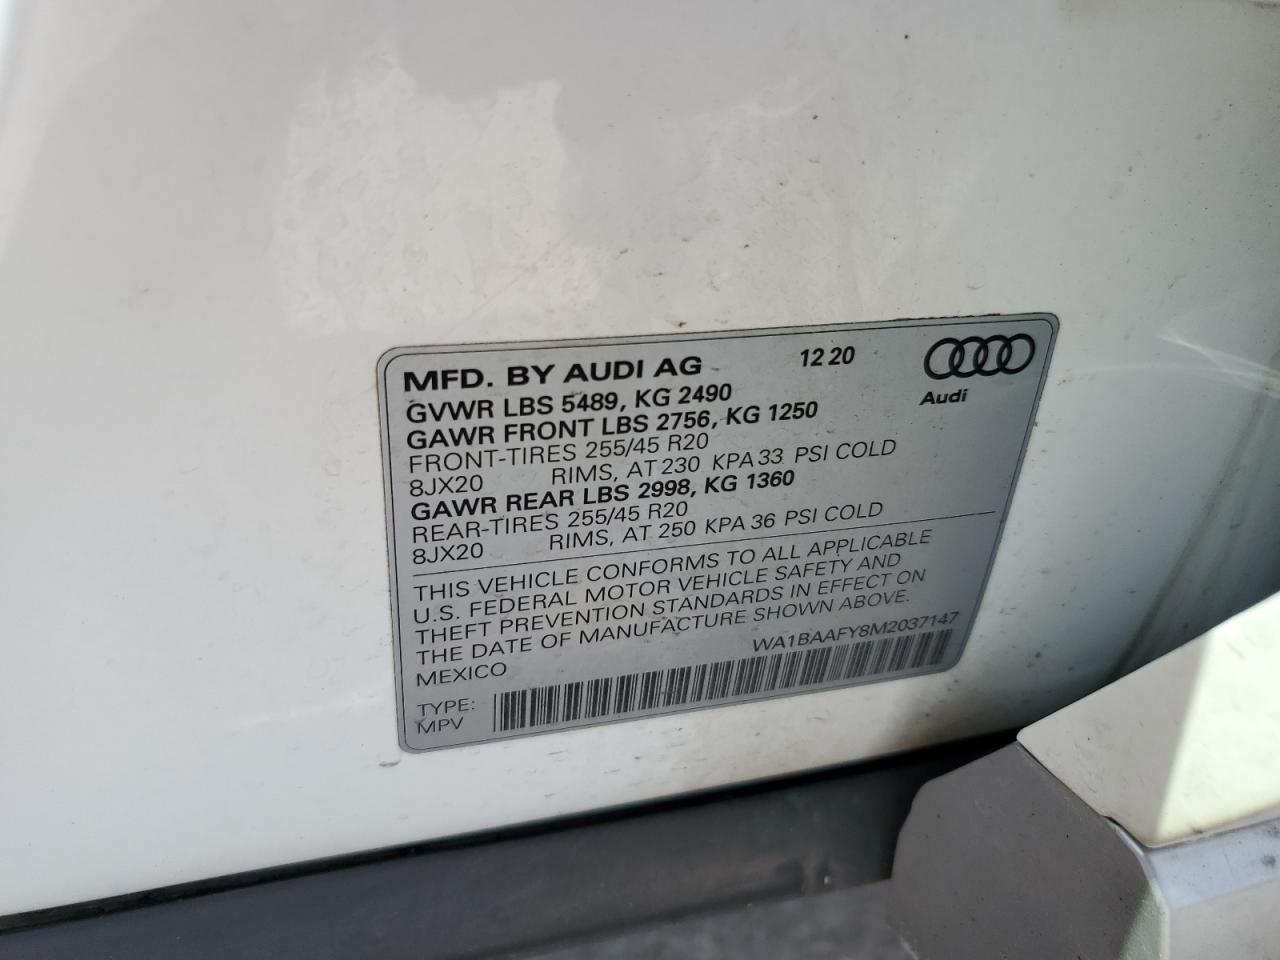 MFD. BY AUDI AG 12 20
Audi
GVWR LBS 5489, KG 2490
GAWR FRONT LBS 2756, KG 1250
FRONT-TIRES 255/45 R20
8JX20 RIMS, AT 230 KPA 33 PSI COLD
GAWR REAR LBS 2998, KG 1360
REAR-TIRES 255/45 R20
8JX20 RIMS, AT 250 KPA 36 PSI COLD
THIS VEHICLE CONFORMS TO ALL APPLICABLE
U.S. FEDERAL MOTOR VEHICLE SAFETY AND
THEFT PREVENTION STANDARDS IN EFFECT ON
THE DATE OF MANUFACTURE SHOWN ABOVE.
MEXICO WA1BAAFY8M2037147
TYPE:
MPV